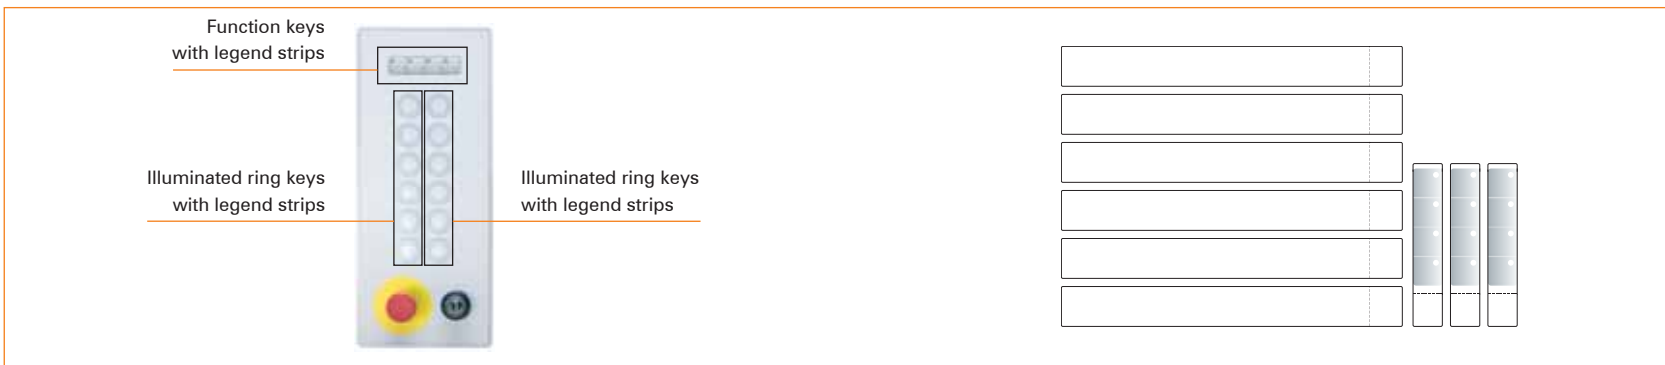 Function keys
with legend strips
Illuminated ring keys
with legend strips
Illuminated ring keys
with legend strips